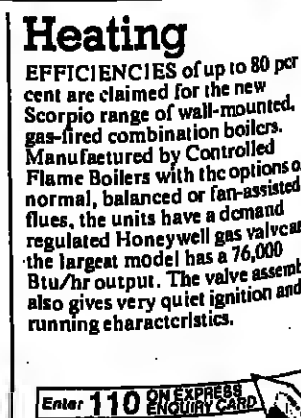 Heating
EFFICIENCIES of up to 80 per
cent are claimed for the new
Scorpio range of wall-mounted,
gas-fired combination boilers.
Manufactured by Controlled
Flame Boilers with the options o
normal, balanced or fan-assisted
flues, the units have a demand
regulated Honeywell gas valve an
the largest model has a 76,000
Btu/hr output. The valve assemb
also gives very quiet ignition and
running characteristics.
Enter 110 ON EXPRESS
ENQUIRY CARD